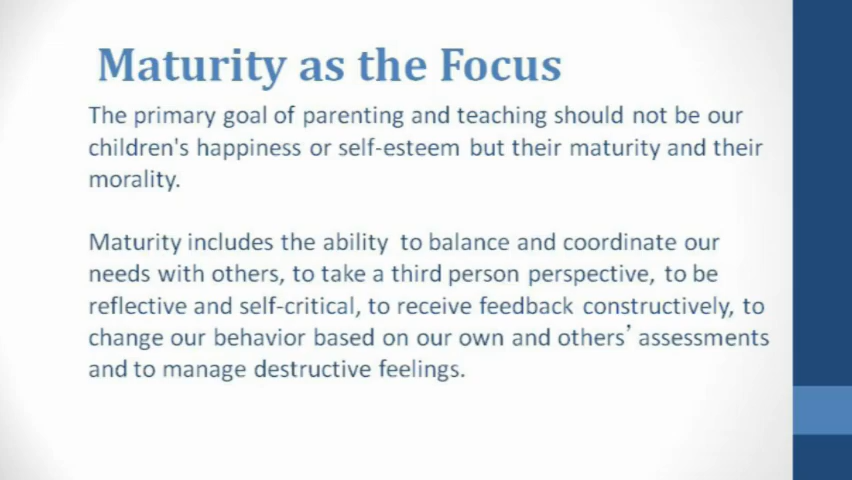 Maturity as the Focus
The primary goal of parenting and teaching should not be our
children's happiness or self-esteem but their maturity and their
morality.
Maturity includes the ability to balance and coordinate our
needs with others, to take a third person perspective, to be
reflective and self-critical, to receive feedback constructively, to
change our behavior based on our own and others’ assessments
and to manage destructive feelings.